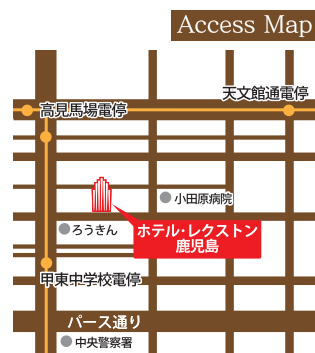 Access Map
天文館通電停
高見馬場電停
小田原病院
ろうきん
ホテル・レクストン
鹿児島
甲東中学校電停
パース通り
中央警察署